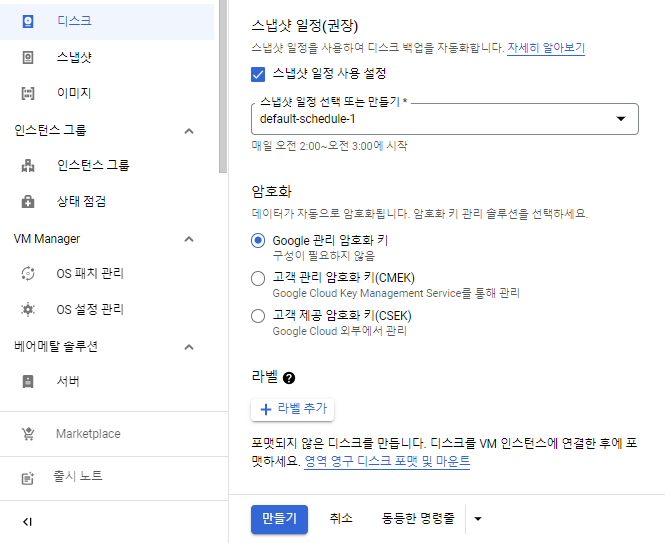 디스크
스냅샷
이미지
인스턴스 그룹
인스턴스 그룹
상태 점검
VM Manager
OS 패치 관리
OS 설정 관리
베어메탈 솔루션
서버
Marketplace
출시 노트
스냅샷 일정(권장)
스냅샷 일정을 사용하여 디스크 백업을 자동화합니다. 자세히 알아보기
스냅샷 일정 사용 설정
스냅샷 일정 선택 또는 만들기 *
default-schedule-1
매일 오전 2:00~오전 3:00에 시작
암호화
데이터가 자동으로 암호화됩니다. 암호화 키 관리 솔루션을 선택하세요.
Google 관리 암호화 키
구성이 필요하지 않음
고객 관리 암호화 키(CMEK)
Google Cloud Key Management Service를 통해 관리
고객 제공 암호화 키(CSEK)
Google Cloud 외부에서 관리
라벨
라벨 추가
포맷되지 않은 디스크를 만듭니다. 디스크를 VM 인스턴스에 연결한 후에 포
맷하세요. 영역 영구 디스크 포맷 및 마운트
만들기 취소 동등한 명령줄